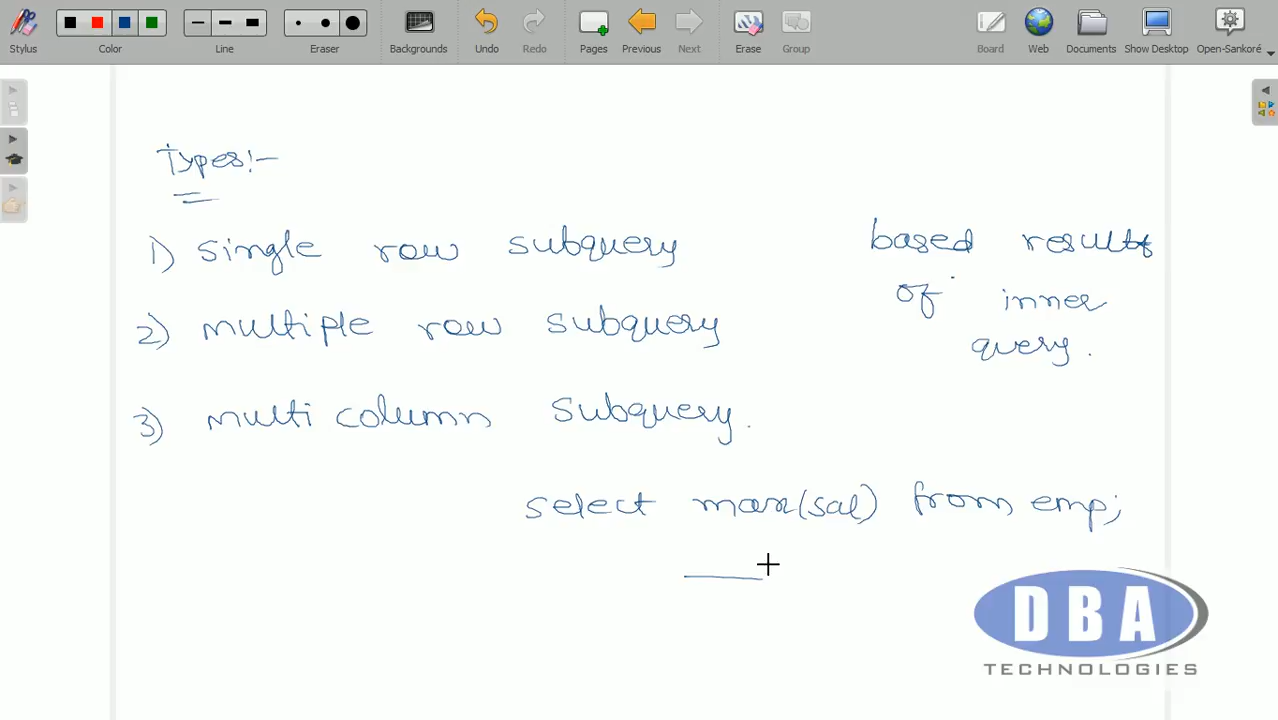 Stylus
Color
Line
Eraser
Backgrounds
Undo
Redo
Pages
Previous
Next
Erase
Group
Board
Web
Documents
Show Desktop
Open-Sankoré
Types:-
1) single row subquery
2) multiple row subquery
3) multi column subquery.
based results
of inner
query.
select max(sal) from emp;
DBA
TECHNOLOGIES